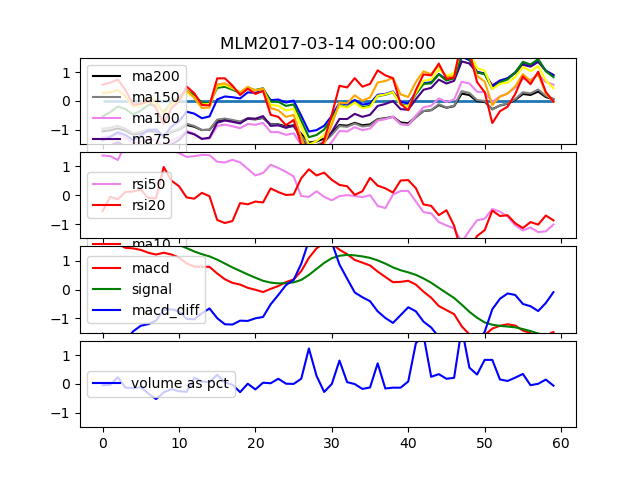 MLM2017-03-14 00:00:00
1
0
−1
ma200
ma150
ma100
ma75
1
0
−1
rsi50
rsi20
ma10
1
0
−1
macd
signal
macd_diff
1
0
−1
volume as pct
0 10 20 30 40 50 60